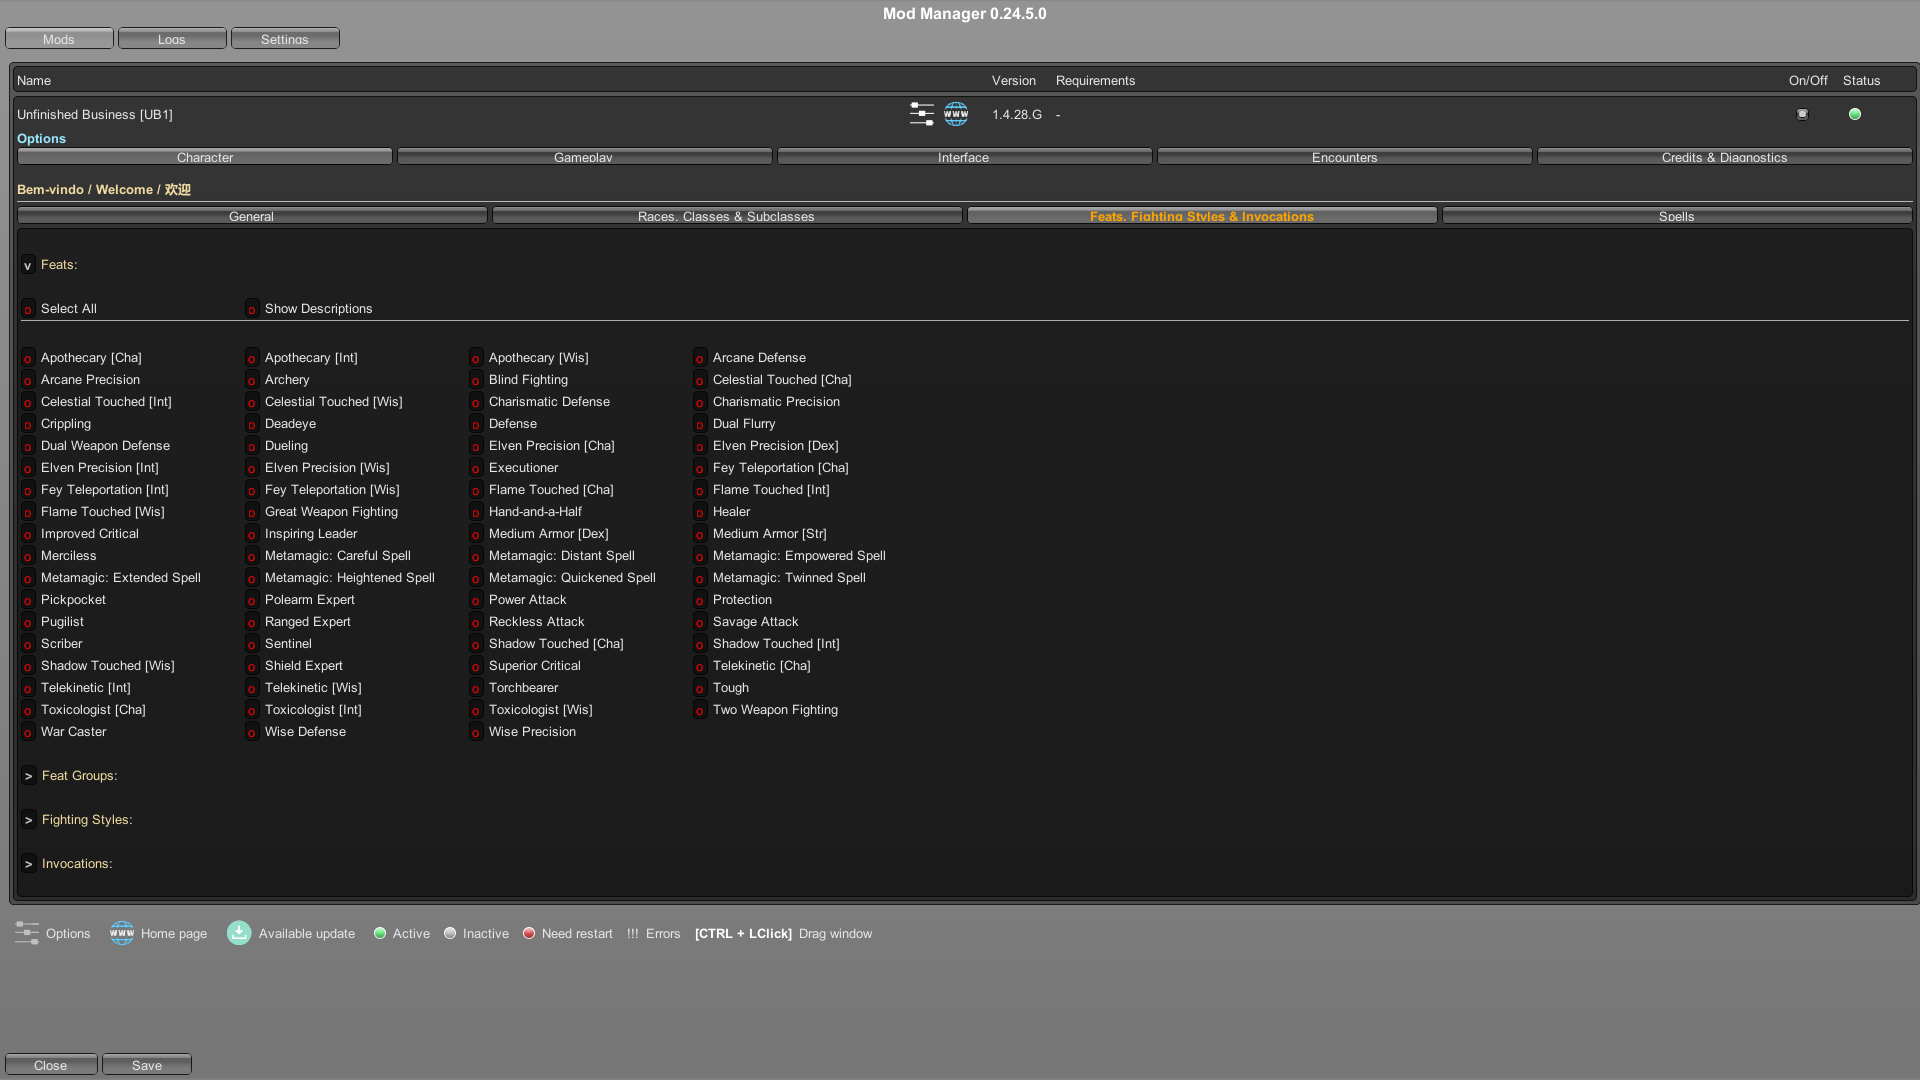 Mod Manager 0.24.5.0
Mods Logs Settings
Name Version Requirements On/Off Status
Unfinished Business [UB1] www 1.4.28.G - 
Options
Character Gameplay Interface Encounters Credits & Diagnostics
Bem-vindo / Welcome / 欢迎
General Races, Classes & Subclasses Feats, Fighting Styles & Invocations Spells
v Feats:
o Select All o Show Descriptions
o Apothecary [Cha] o Apothecary [Int] o Apothecary [Wis] o Arcane Defense
o Arcane Precision o Archery o Blind Fighting o Celestial Touched [Cha]
o Celestial Touched [Int] o Celestial Touched [Wis] o Charismatic Defense o Charismatic Precision
o Crippling o Deadeye o Defense o Dual Flurry
o Dual Weapon Defense o Dueling o Elven Precision [Cha] o Elven Precision [Dex]
o Elven Precision [Int] o Elven Precision [Wis] o Executioner o Fey Teleportation [Cha]
o Fey Teleportation [Int] o Fey Teleportation [Wis] o Flame Touched [Cha] o Flame Touched [Int]
o Flame Touched [Wis] o Great Weapon Fighting o Hand-and-a-Half o Healer
o Improved Critical o Inspiring Leader o Medium Armor [Dex] o Medium Armor [Str]
o Merciless o Metamagic: Careful Spell o Metamagic: Distant Spell o Metamagic: Empowered Spell
o Metamagic: Extended Spell o Metamagic: Heightened Spell o Metamagic: Quickened Spell o Metamagic: Twinned Spell
o Pickpocket o Polearm Expert o Power Attack o Protection
o Pugilist o Ranged Expert o Reckless Attack o Savage Attack
o Scriber o Sentinel o Shadow Touched [Cha] o Shadow Touched [Int]
o Shadow Touched [Wis] o Shield Expert o Superior Critical o Telekinetic [Cha]
o Telekinetic [Int] o Telekinetic [Wis] o Torchbearer o Tough
o Toxicologist [Cha] o Toxicologist [Int] o Toxicologist [Wis] o Two Weapon Fighting
o War Caster o Wise Defense o Wise Precision
> Feat Groups:
> Fighting Styles:
> Invocations:
Options www Home page Available update Active Inactive Need restart !!! Errors [CTRL + LClick] Drag window
Close Save